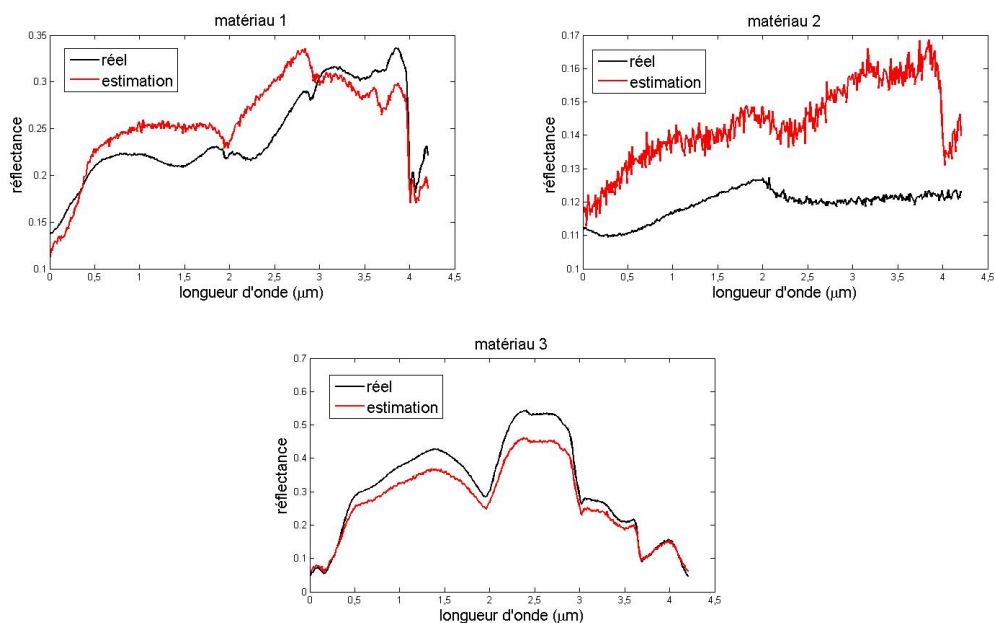 matériau 1
0.35
0.3
0.25
0.2
0.15
0.1
réflectance
réel
estimation
0 0,5 1 1,5 2 2,5 3 3,5 4 4,5
longueur d'onde (μm)
matériau 2
0.17
0.16
0.15
0.14
0.13
0.12
0.11
0.1
réflectance
réel
estimation
0 0,5 1 1,5 2 2,5 3 3,5 4 4,5
longueur d'onde (μm)
matériau 3
0.7
0.6
0.5
0.4
0.3
0.2
0.1
0
réflectance
réel
estimation
0 0,5 1 1,5 2 2,5 3 3,5 4 4,5
longueur d'onde (μm)